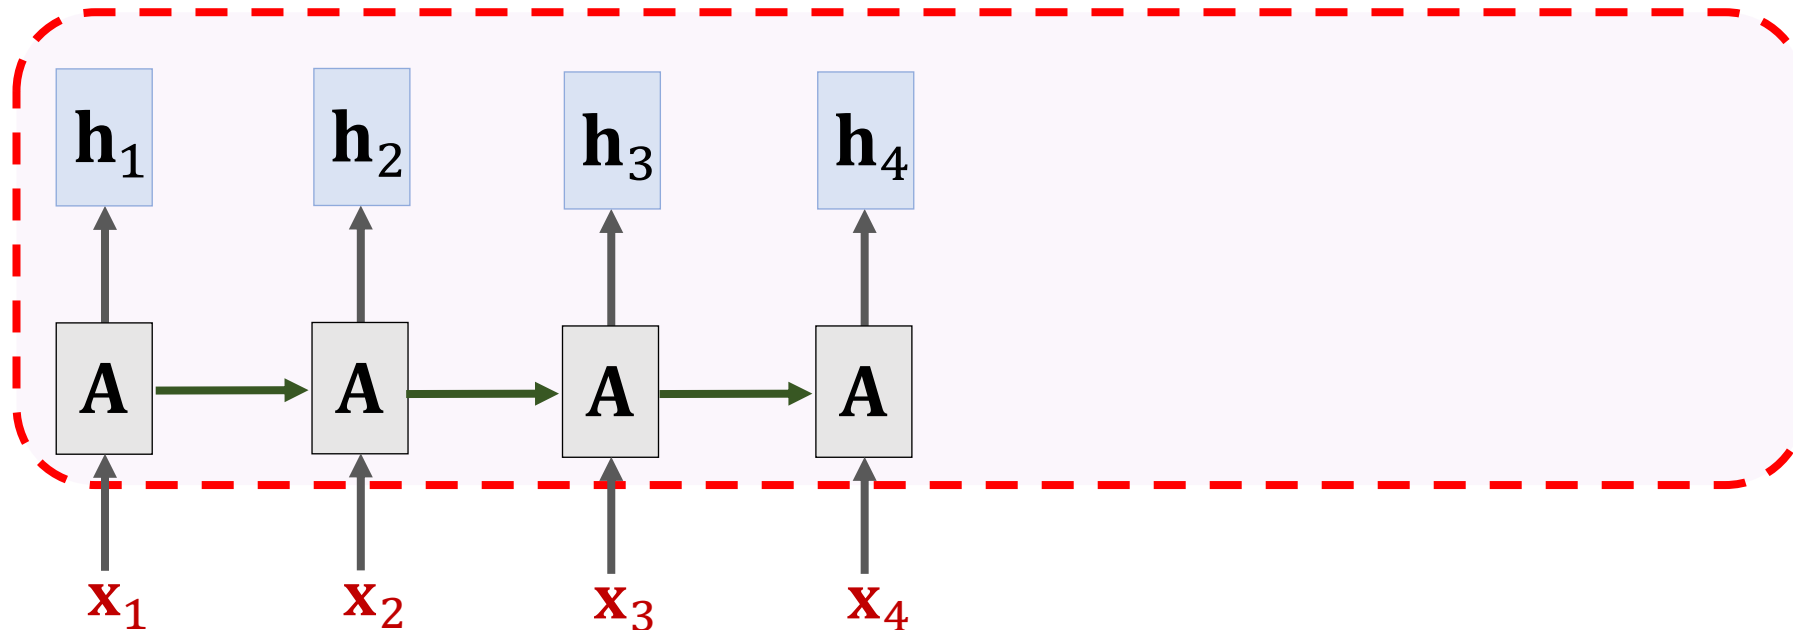 h₁ h₂ h₃ h₄
A A A A
x₁ x₂ x₃ x₄